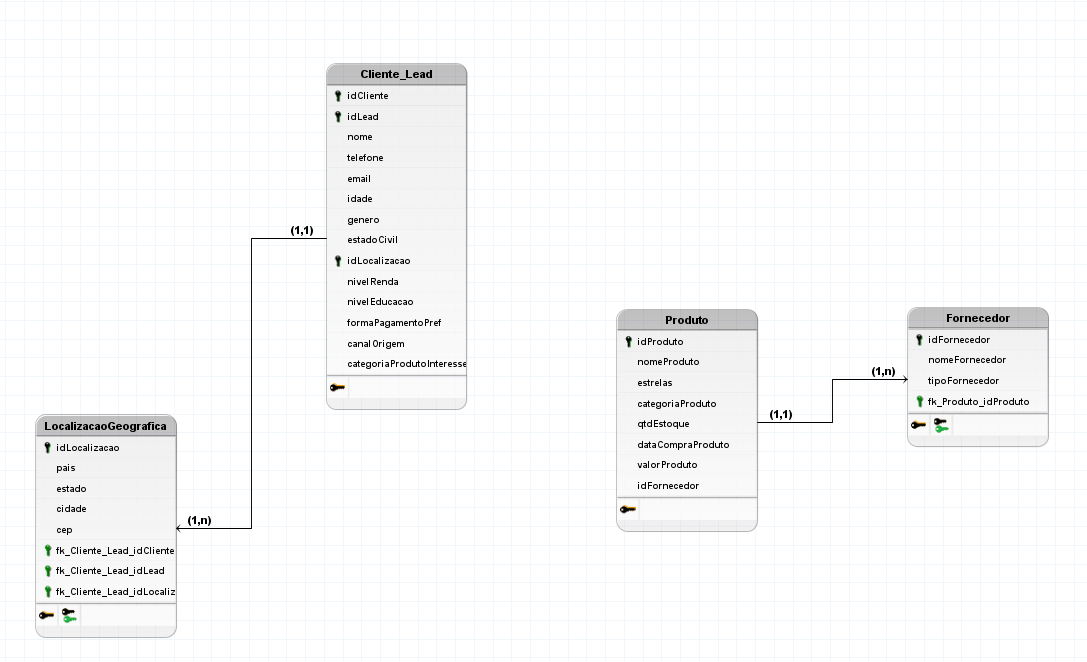 Cliente_Lead
idCliente
idLead
nome
telefone
email
idade
genero
estadoCivil
idLocalizacao
nivelRenda
nivelEducacao
formaPagamentoPref
canalOrigem
categoriaProdutoInteresse
(1,1)
(1,n)
LocalizacaoGeografica
idLocalizacao
pais
estado
cidade
cep
fk_Cliente_Lead_idCliente
fk_Cliente_Lead_idLead
fk_Cliente_Lead_idLocaliz
Produto
idProduto
nomeProduto
estrelas
categoriaProduto
qtdEstoque
dataCompraProduto
valorProduto
idFornecedor
(1,1)
(1,n)
Fornecedor
idFornecedor
nomeFornecedor
tipoFornecedor
fk_Produto_idProduto